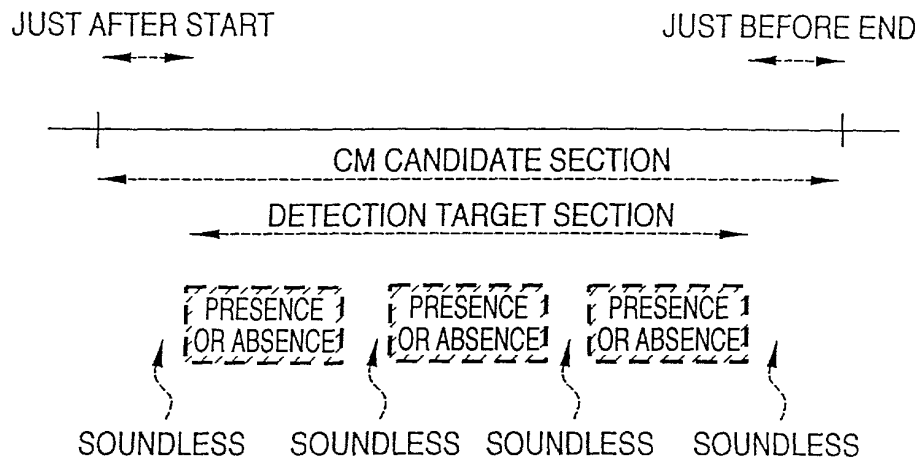 JUST AFTER START
JUST BEFORE END
CM CANDIDATE SECTION
DETECTION TARGET SECTION
PRESENCE
OR ABSENCE
PRESENCE
OR ABSENCE
PRESENCE
OR ABSENCE
SOUNDLESS
SOUNDLESS
SOUNDLESS
SOUNDLESS